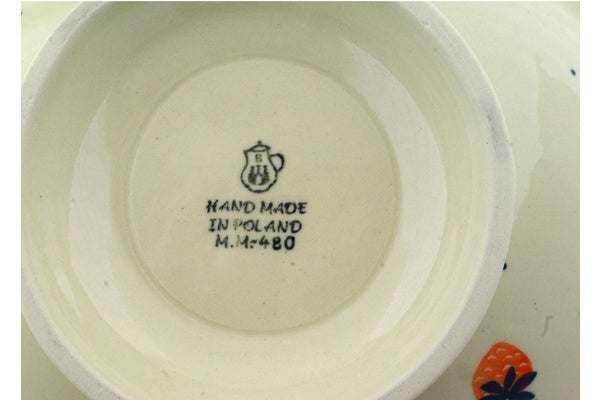 B
HAND MADE
IN POLAND
M.M.-480